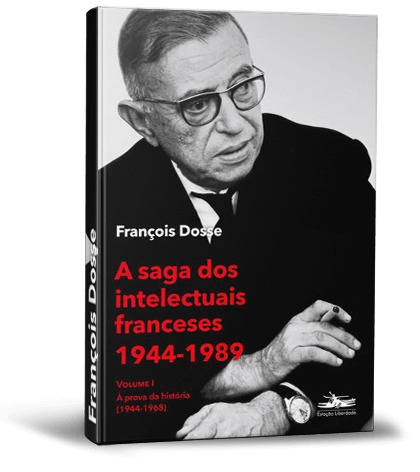 François Dosse
François Dosse
A saga dos
intelectuais
franceses
1944-1989
VOLUME I
À prova da história
(1944-1968)
Estação Liberdade